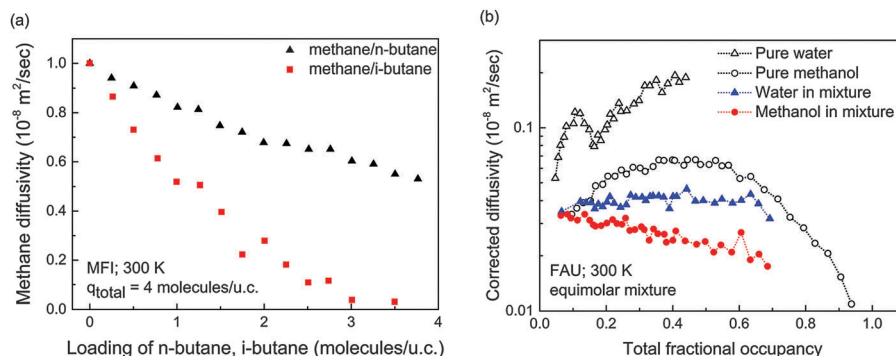 (a)
methane/n-butane
methane/i-butane
Methane diffusivity (10⁻⁸ m²/sec)
1.0
0.8
0.6
0.4
0.2
0.0
MFI; 300 K
q_total = 4 molecules/u.c.
0 1 2 3 4
Loading of n-butane, i-butane (molecules/u.c.)
(b)
Pure water
Pure methanol
Water in mixture
Methanol in mixture
Corrected diffusivity (10⁻⁸ m²/sec)
0.1
0.01
FAU; 300 K
equimolar mixture
0.0 0.2 0.4 0.6 0.8 1.0
Total fractional occupancy